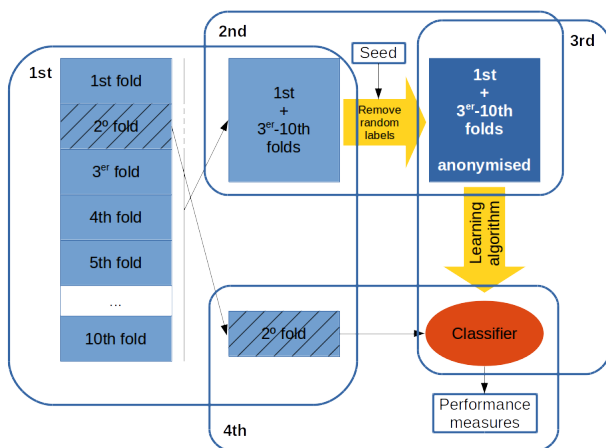 2nd
3rd
1st
1st fold
2º fold
3er fold
4th fold
5th fold
...
10th fold
1st
+
3er-10th
folds
Seed
Remove
random
labels
1st
+
3er-10th
folds
anonymised
Learning
algorithm
2º fold
Classifier
Performance
measures
4th